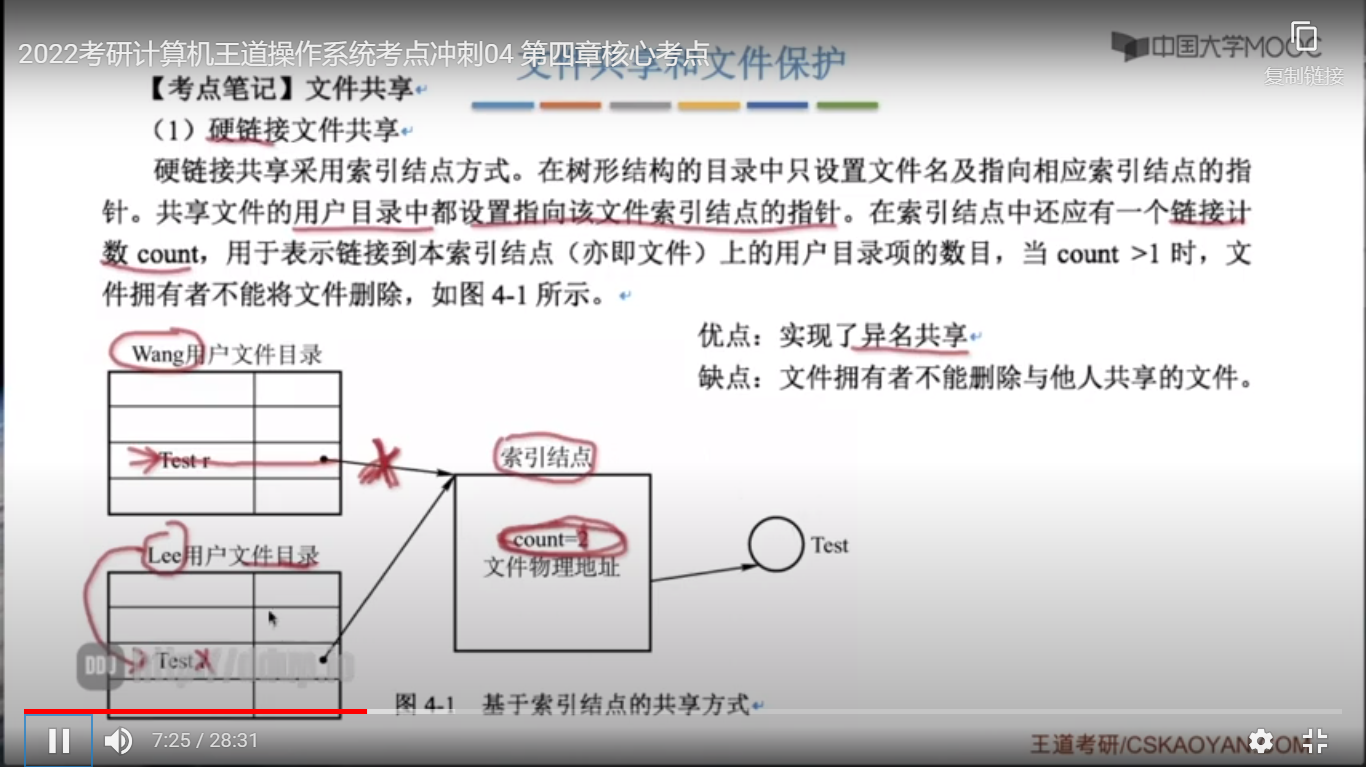 2022考研计算机王道操作系统考点冲刺04 第四章核心考点
文件共享和文件保护
中国大学MOOC
复制链接
【考点笔记】文件共享
（1）硬链接文件共享
硬链接共享采用索引结点方式。在树形结构的目录中只设置文件名及指向相应索引结点的指
针。共享文件的用户目录中都设置指向该文件索引结点的指针。在索引结点中还应有一个链接计
数 count，用于表示链接到本索引结点（亦即文件）上的用户目录项的数目，当 count >1 时，文
件拥有者不能将文件删除，如图 4-1 所示。
优点：实现了异名共享
缺点：文件拥有者不能删除与他人共享的文件。
Wang用户文件目录
Test r
索引结点
count=2
文件物理地址
Test
Lee用户文件目录
Test
DDJ
图 4-1 基于索引结点的共享方式
7:25 / 28:31
王道考研/CSKAOYAN.COM